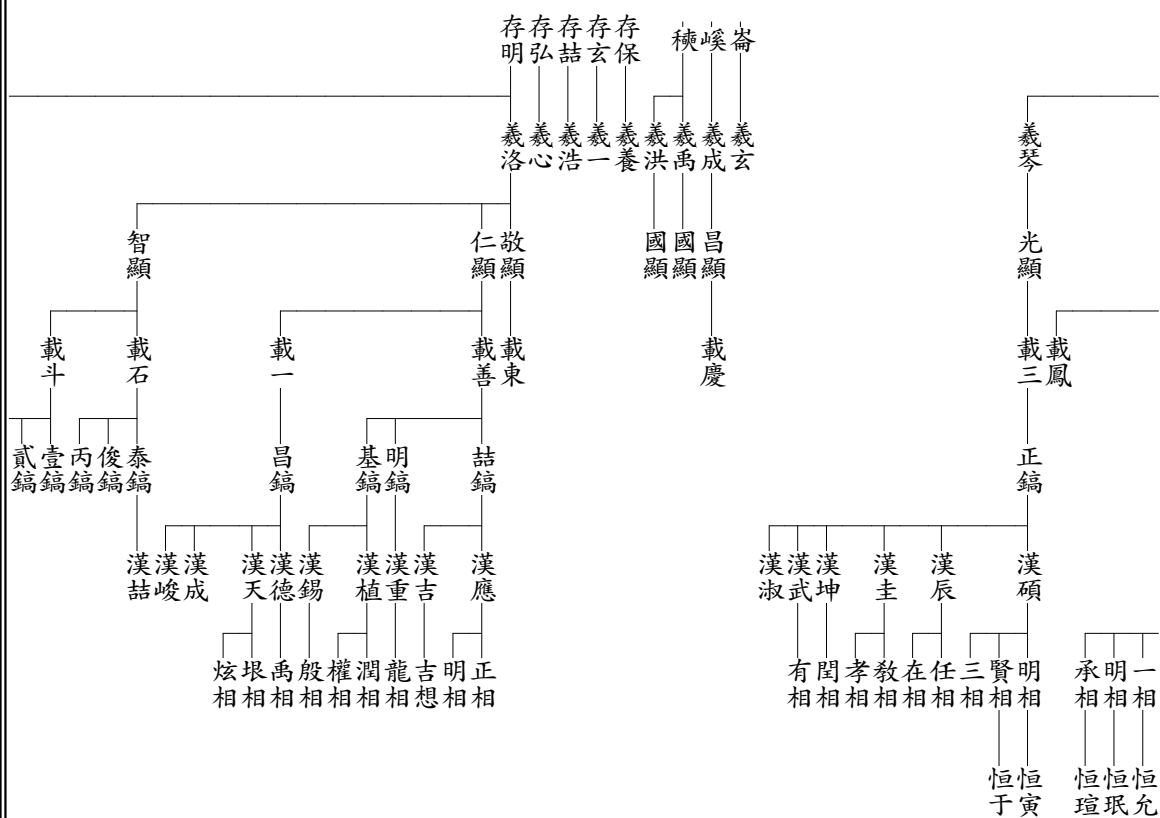 崙 嵠 䅘 存保 存玄 存喆 存弘 存明
羲琴 羲玄 羲成 羲禹 羲洪 羲養 羲一 羲浩 羲心 羲洛
光顯 昌顯 國顯 國顯 敬顯 仁顯 智顯
載鳳 載三 載慶 載東 載善 載一 載石 載斗
正鎬 喆鎬 明鎬 基鎬 昌鎬 泰鎬 俊鎬 丙鎬 壹鎬 貳鎬
漢碩 漢辰 漢圭 漢坤 漢武 漢淑 漢應 漢吉 漢重 漢植 漢錫 漢德 漢天 漢成 漢峻 漢喆
一相 明相 承相 明相 賢相 三相 任相 在相 教相 孝相 閏相 有相 正相 明相 吉想 龍相 潤相 權相 殷相 禹相 垠相 炫相
恒允 恒珉 恒瑄 恒寅 恒于